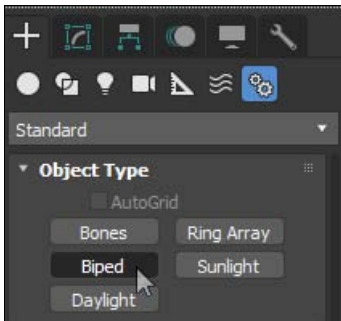 Standard
Object Type
AutoGrid
Bones Ring Array
Biped Sunlight
Daylight